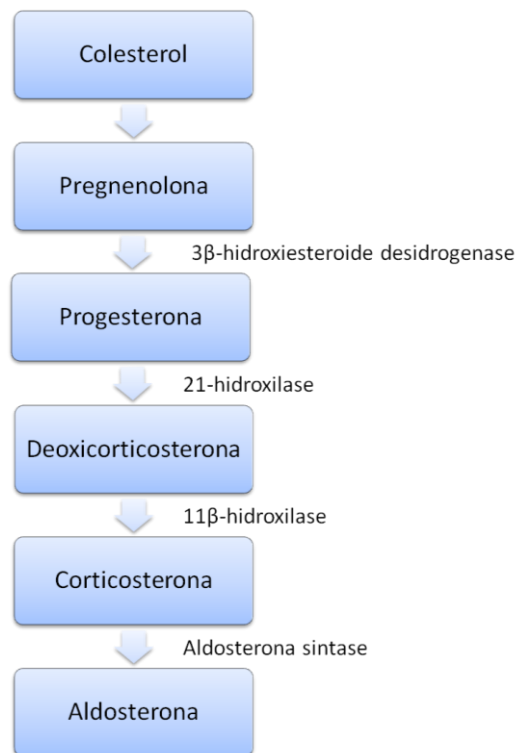 Colesterol
Pregnenolona
3β-hidroxiesteroide desidrogenase
Progesterona
21-hidroxilase
Deoxicorticosterona
11β-hidroxilase
Corticosterona
Aldosterona sintase
Aldosterona